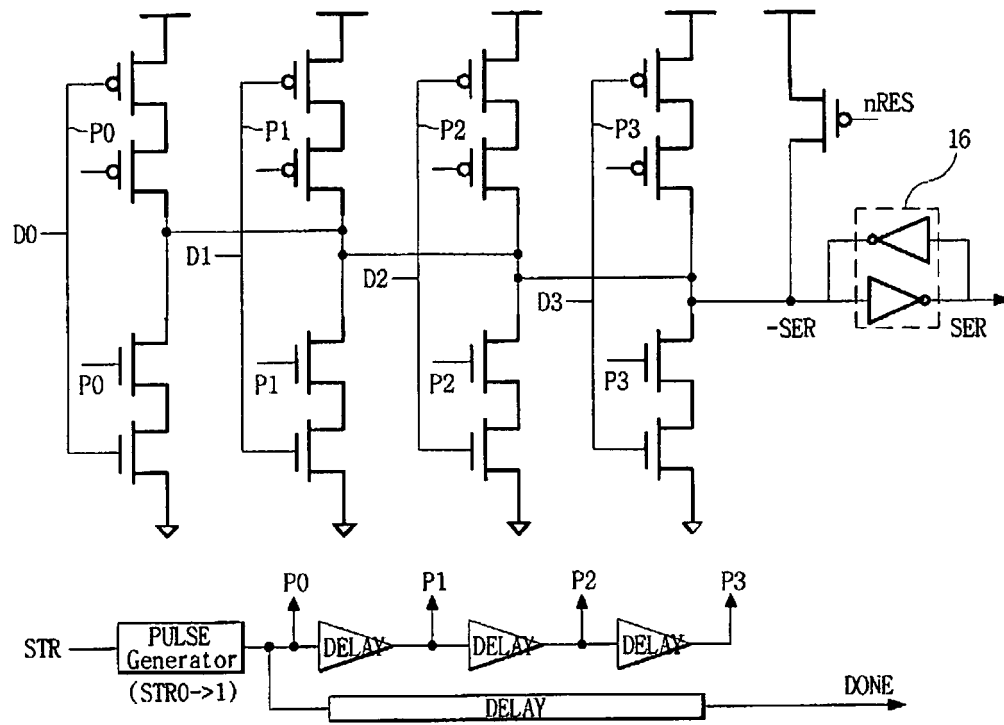 nRES
P0
P1
P2
P3
16
D0
D1
D2
D3
-SER
SER
P0
P1
P2
P3
P0
P1
P2
P3
STR
PULSE
Generator
(STR0->1)
DELAY
DELAY
DELAY
DELAY
DONE